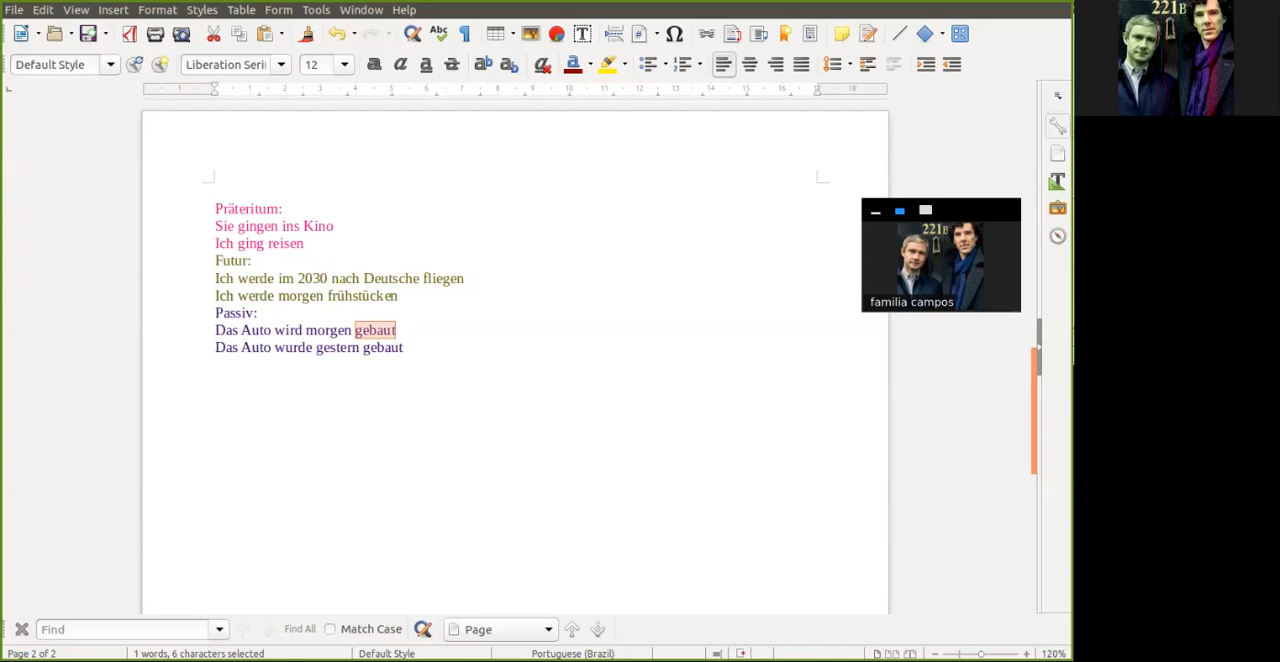 File Edit View Insert Format Styles Table Form Tools Window Help
Default Style Liberation Seri 12
Präteritum:
Sie gingen ins Kino
Ich ging reisen
Futur:
Ich werde im 2030 nach Deutsche fliegen
Ich werde morgen frühstücken
Passiv:
Das Auto wird morgen gebaut
Das Auto wurde gestern gebaut
221B
221B
familia campos
Find Find All Match Case Page
Page 2 of 2 1 words, 6 characters selected Default Style Portuguese (Brazil) 120%